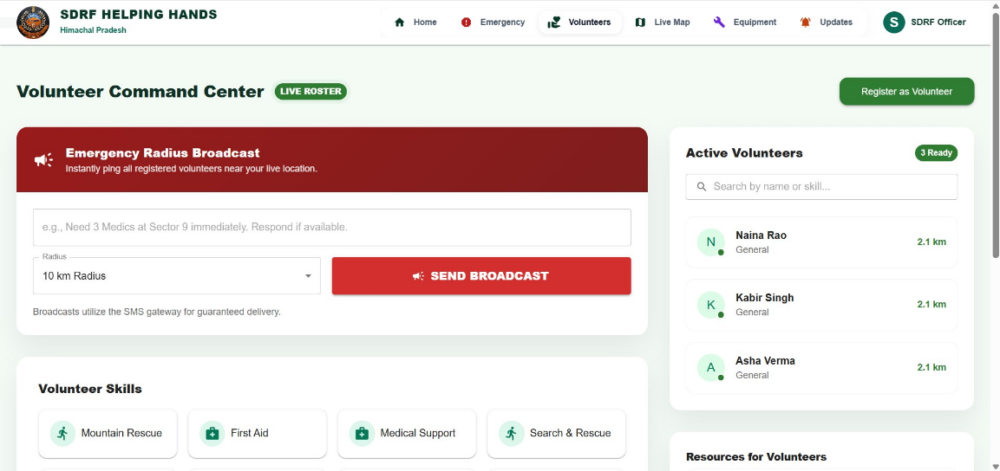 SDRF HELPING HANDS
Himachal Pradesh
Home
Emergency
Volunteers
Live Map
Equipment
Updates
S
SDRF Officer
Volunteer Command Center
LIVE ROSTER
Register as Volunteer
Emergency Radius Broadcast
Instantly ping all registered volunteers near your live location.
e.g., Need 3 Medics at Sector 9 immediately. Respond if available.
Radius
10 km Radius
SEND BROADCAST
Broadcasts utilize the SMS gateway for guaranteed delivery.
Volunteer Skills
Mountain Rescue
First Aid
Medical Support
Search & Rescue
Active Volunteers
3 Ready
Search by name or skill...
N
Naina Rao
General
2.1 km
K
Kabir Singh
General
2.1 km
A
Asha Verma
General
2.1 km
Resources for Volunteers